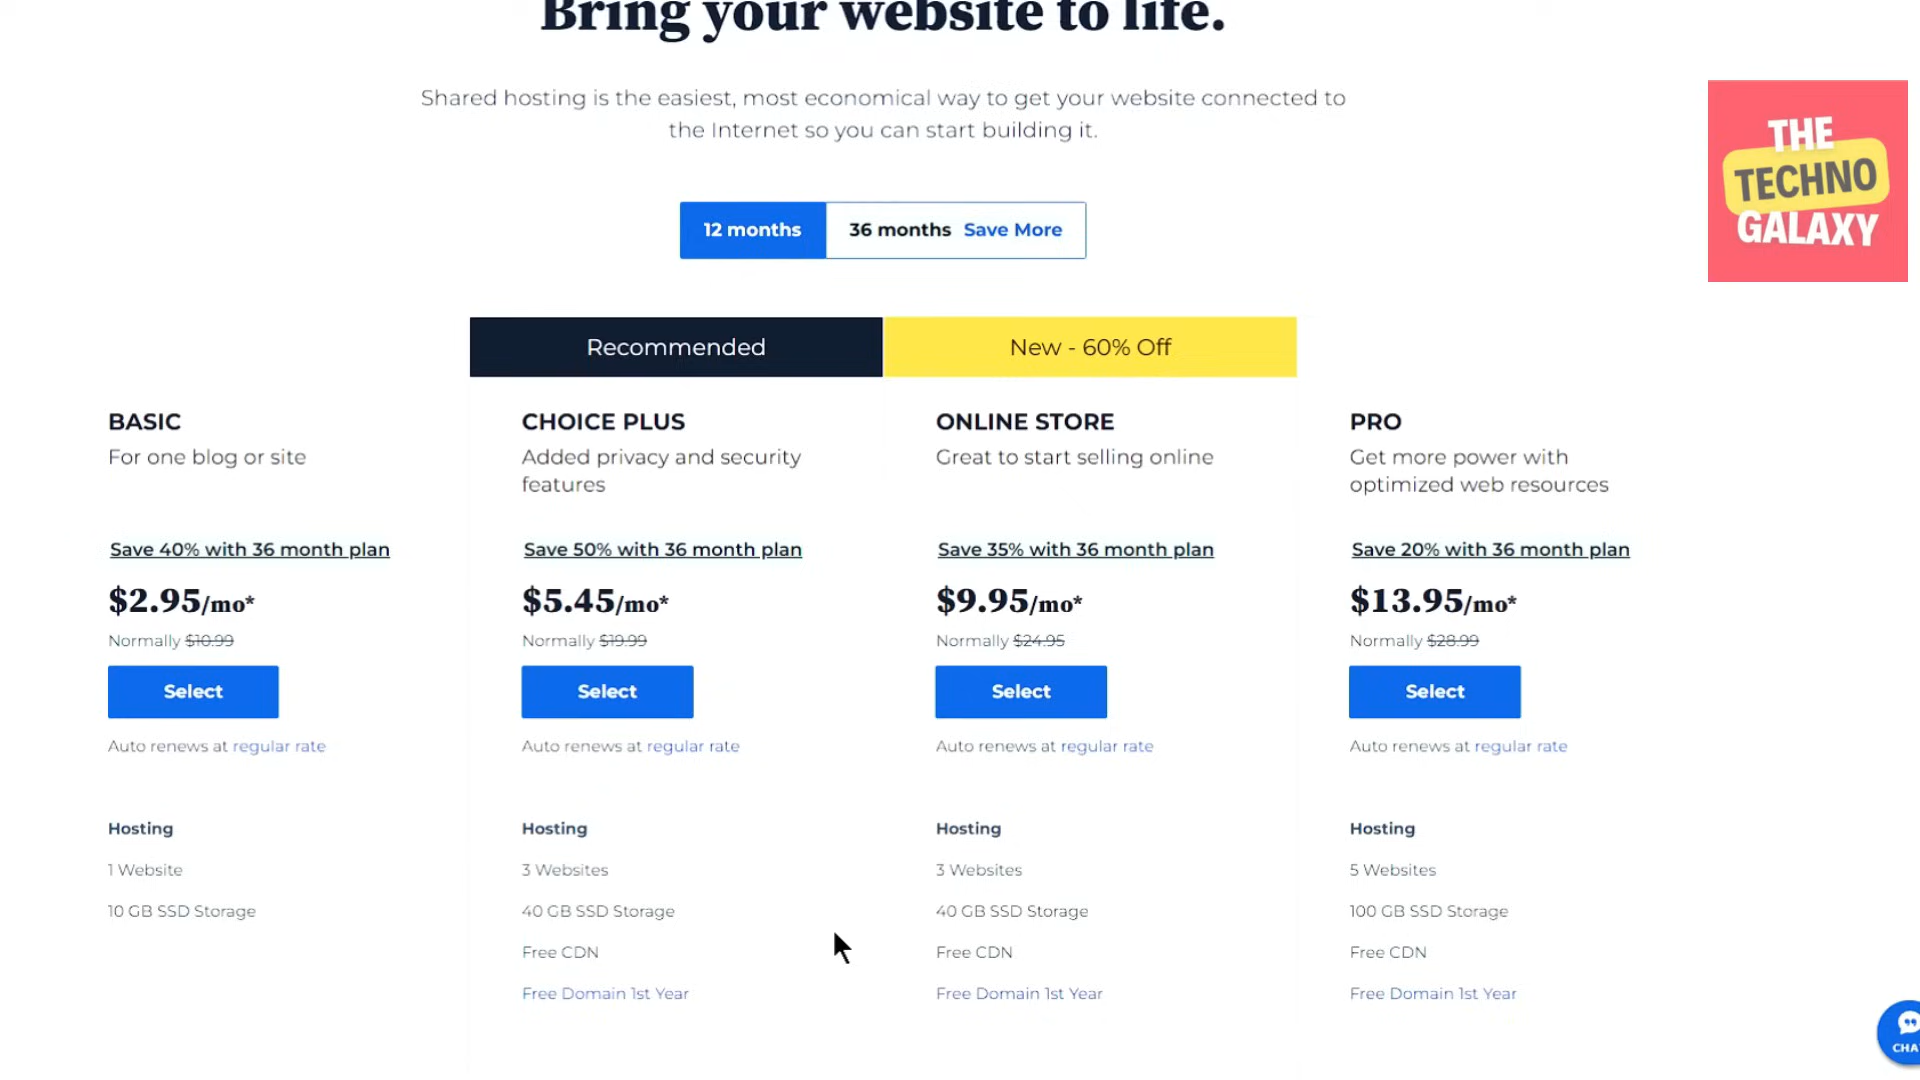 Bring your website to life.
Shared hosting is the easiest, most economical way to get your website connected to
the Internet so you can start building it.
THE
TECHNO
GALAXY
12 months
36 months Save More
Recommended
New - 60% Off
BASIC
For one blog or site
Save 40% with 36 month plan
$2.95/mo*
Normally $10.99
Select
Auto renews at regular rate
Hosting
1 Website
10 GB SSD Storage
CHOICE PLUS
Added privacy and security
features
Save 50% with 36 month plan
$5.45/mo*
Normally $19.99
Select
Auto renews at regular rate
Hosting
3 Websites
40 GB SSD Storage
Free CDN
Free Domain 1st Year
ONLINE STORE
Great to start selling online
Save 35% with 36 month plan
$9.95/mo*
Normally $24.95
Select
Auto renews at regular rate
Hosting
3 Websites
40 GB SSD Storage
Free CDN
Free Domain 1st Year
PRO
Get more power with
optimized web resources
Save 20% with 36 month plan
$13.95/mo*
Normally $28.99
Select
Auto renews at regular rate
Hosting
5 Websites
100 GB SSD Storage
Free CDN
Free Domain 1st Year
CHA